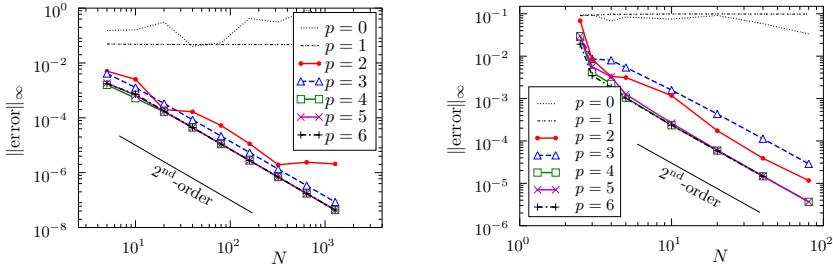 10^0
10^{-2}
10^{-4}
10^{-6}
10^{-8}
||error||_∞
10^1
10^2
10^3
N
p = 0
p = 1
p = 2
p = 3
p = 4
p = 5
p = 6
2^{nd}-order
10^{-1}
10^{-2}
10^{-3}
10^{-4}
10^{-5}
10^{-6}
||error||_∞
10^0
10^1
10^2
N
p = 0
p = 1
p = 2
p = 3
p = 4
p = 5
p = 6
2^{nd}-order